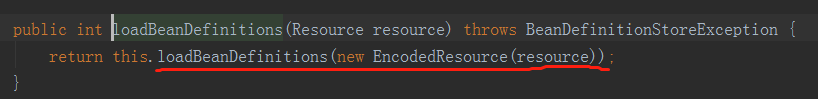 public int loadBeanDefinitions(Resource resource) throws BeanDefinitionStoreException {
    return this.loadBeanDefinitions(new EncodedResource(resource));
}